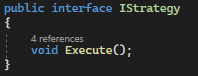 public interface IStrategy
{
4 references
void Execute();
}